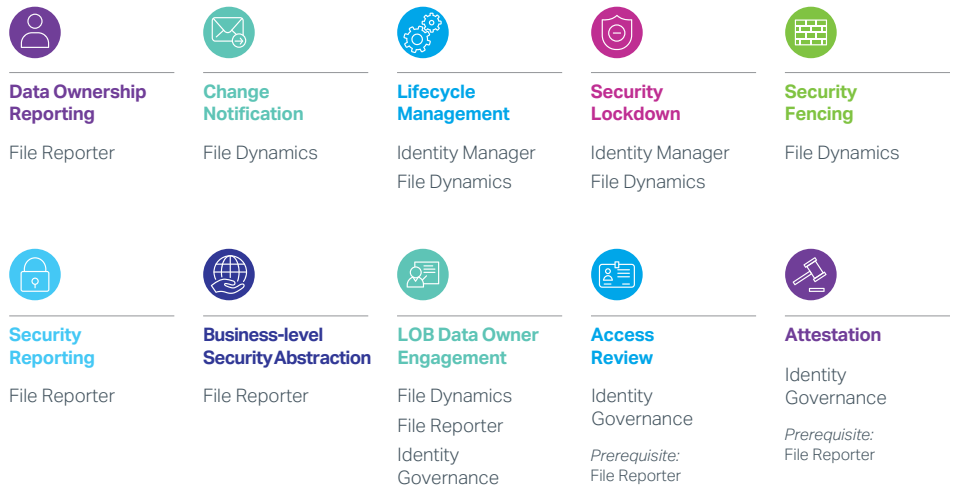 Data Ownership
Reporting
File Reporter
Change
Notification
File Dynamics
Lifecycle
Management
Identity Manager
File Dynamics
Security
Lockdown
Identity Manager
File Dynamics
Security
Fencing
File Dynamics
Security
Reporting
File Reporter
Business-level
Security Abstraction
File Reporter
LOB Data Owner
Engagement
File Dynamics
File Reporter
Identity
Governance
Access
Review
Identity
Governance
Prerequisite:
File Reporter
Attestation
Identity
Governance
Prerequisite:
File Reporter